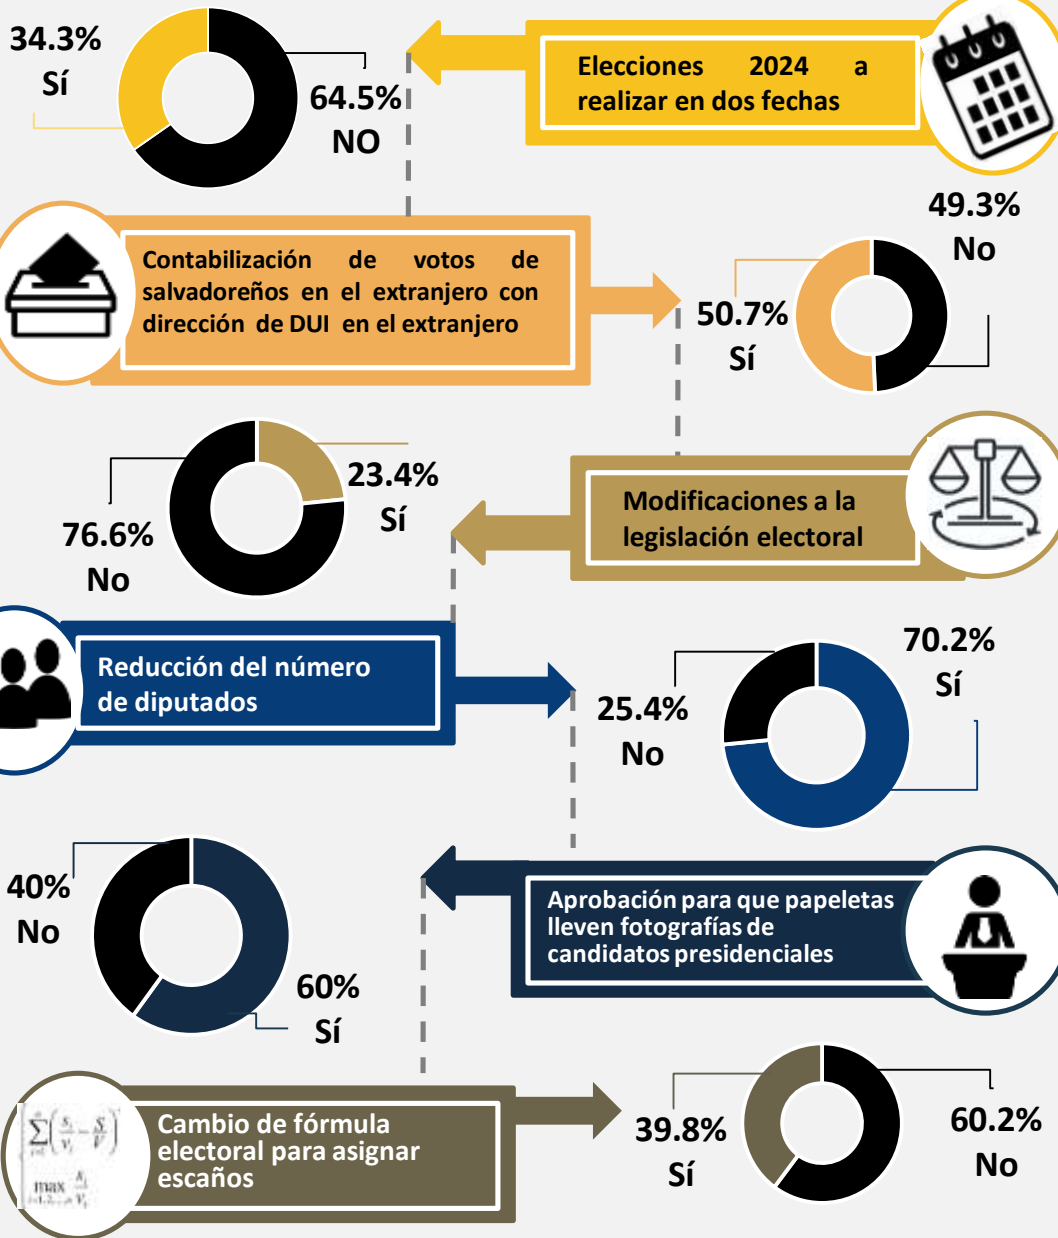 34.3%
Sí
64.5%
NO
Elecciones 2024 a
realizar en dos fechas
Contabilización de votos de
salvadoreños en el extranjero con
dirección de DUI en el extranjero
49.3%
No
50.7%
Sí
76.6%
No
23.4%
Sí
Modificaciones a la
legislación electoral
Reducción del número
de diputados
25.4%
No
70.2%
Sí
40%
No
60%
Sí
Aprobación para que papeletas
lleven fotografías de
candidatos presidenciales
Cambio de fórmula
electoral para asignar
escaños
39.8%
Sí
60.2%
No